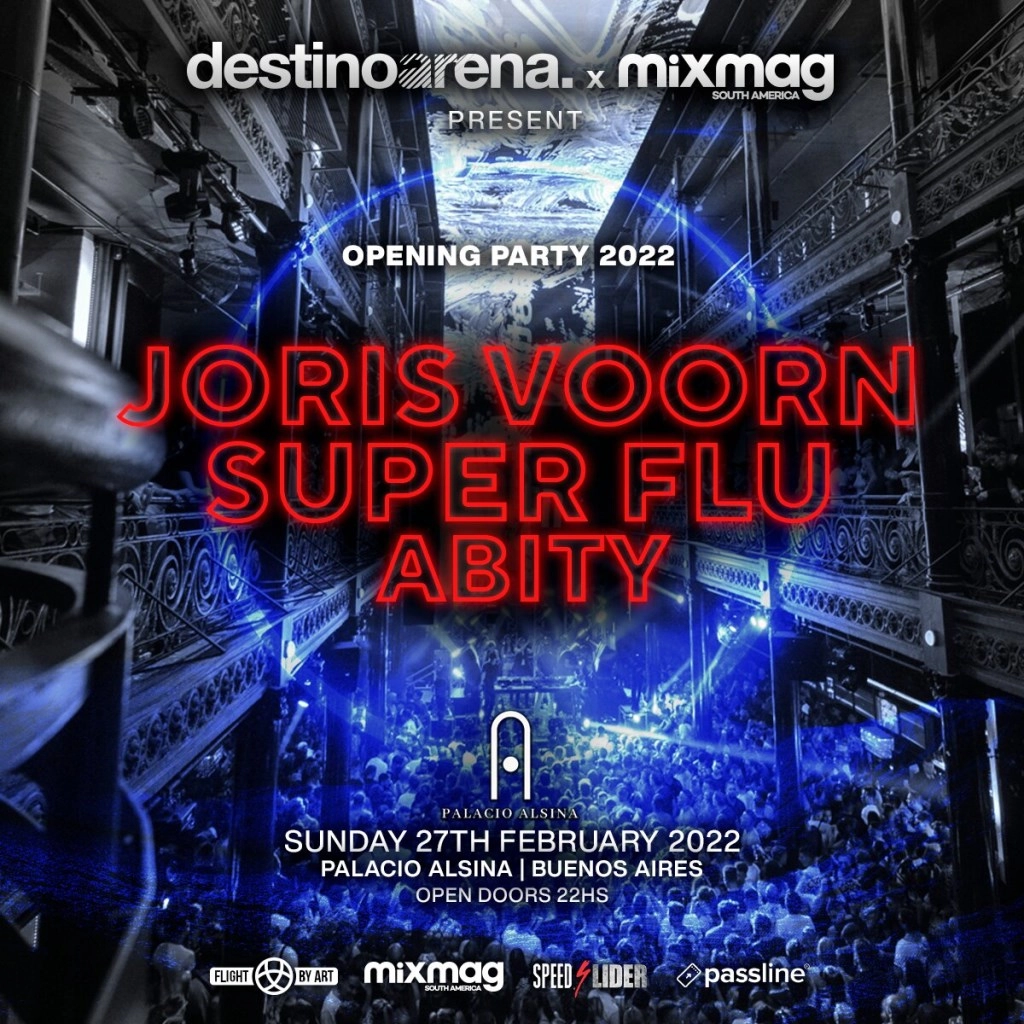 destinoarena. x mixmag
SOUTH AMERICA
PRESENT
OPENING PARTY 2022
JORIS VOORN
SUPER FLU
ABITY
PALACIO ALSINA
SUNDAY 27TH FEBRUARY 2022
PALACIO ALSINA | BUENOS AIRES
OPEN DOORS 22HS
FLIGHT BY ART mixmag SOUTH AMERICA SPEED LIDER passline